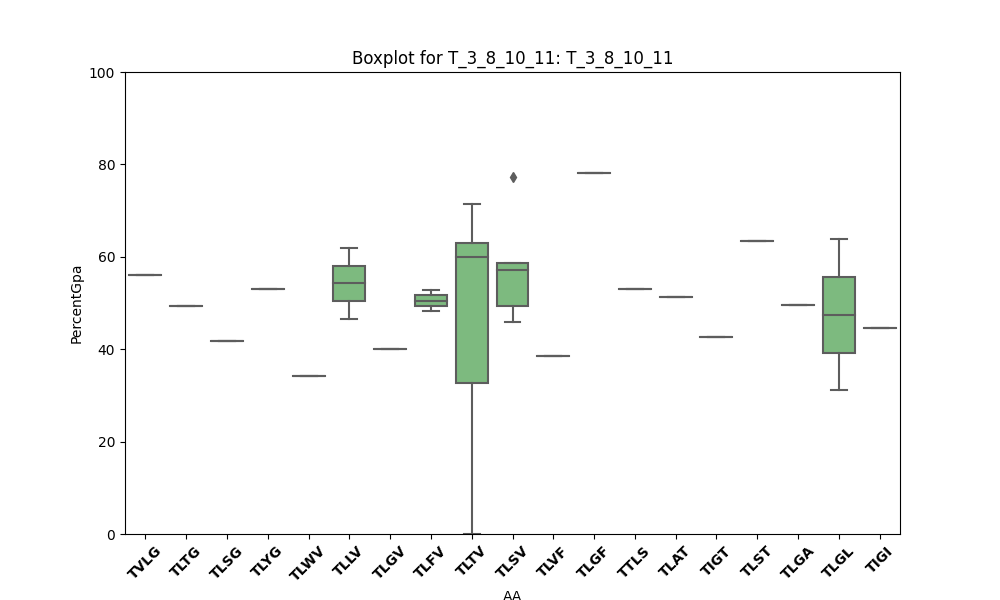 Boxplot for T_3_8_10_11: T_3_8_10_11
100
80
60
40
20
0
PercentGpa
TVLG TLTG TLSG TLYG TLWV TLLV TLGV TLFV TLTV TLSV TLVF TLGF TTLS TLAT TIGT TLST TLGA TLGL TIGI
AA